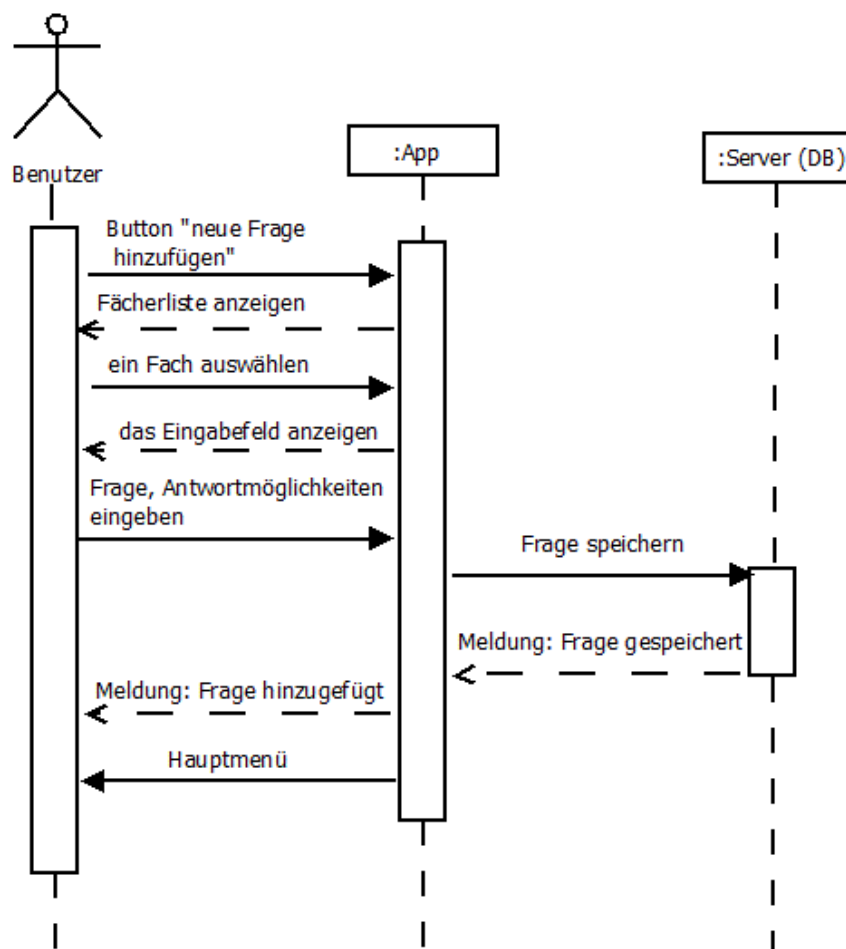 Benutzer
:App
:Server (DB)
Button "neue Frage
hinzufügen"
Fächerliste anzeigen
ein Fach auswählen
das Eingabefeld anzeigen
Frage, Antwortmöglichkeiten
eingeben
Frage speichern
Meldung: Frage gespeichert
Meldung: Frage hinzugefügt
Hauptmenü